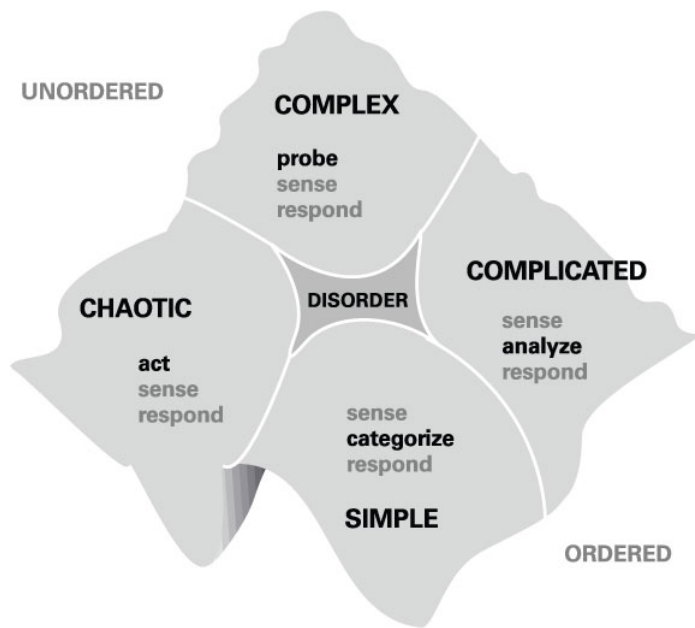 UNORDERED
COMPLEX
probe
sense
respond
COMPLICATED
sense
analyze
respond
DISORDER
CHAOTIC
act
sense
respond
sense
categorize
respond
SIMPLE
ORDERED